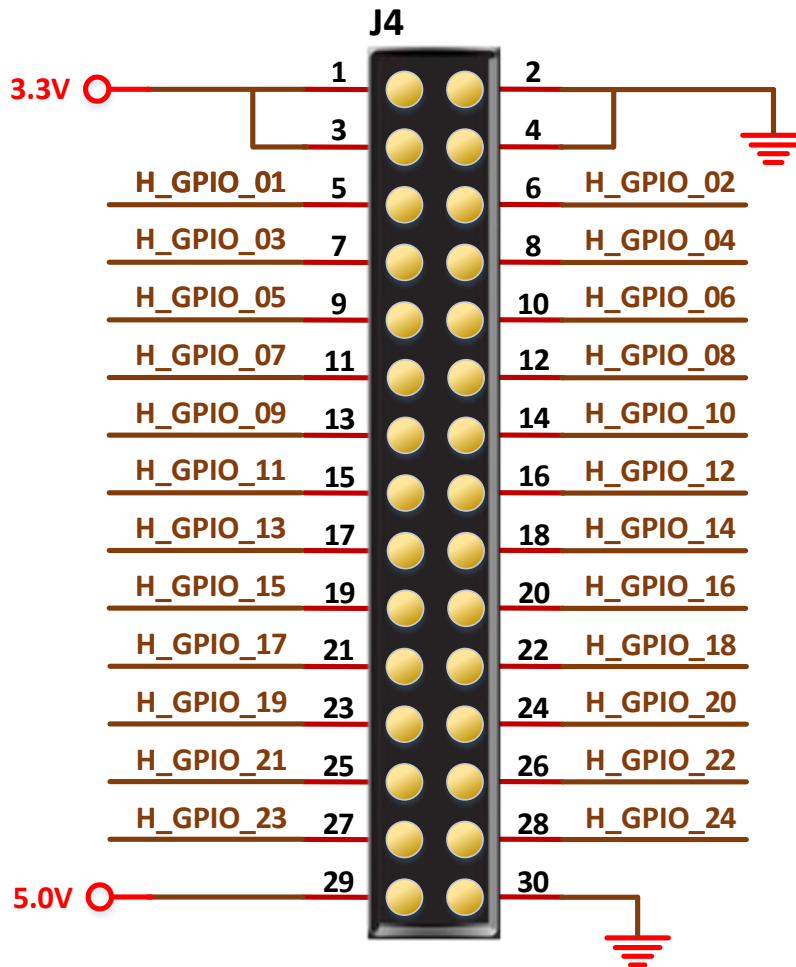 J4
3.3V 1 2
3 4
H_GPIO_01 5 6 H_GPIO_02
H_GPIO_03 7 8 H_GPIO_04
H_GPIO_05 9 10 H_GPIO_06
H_GPIO_07 11 12 H_GPIO_08
H_GPIO_09 13 14 H_GPIO_10
H_GPIO_11 15 16 H_GPIO_12
H_GPIO_13 17 18 H_GPIO_14
H_GPIO_15 19 20 H_GPIO_16
H_GPIO_17 21 22 H_GPIO_18
H_GPIO_19 23 24 H_GPIO_20
H_GPIO_21 25 26 H_GPIO_22
H_GPIO_23 27 28 H_GPIO_24
5.0V 29 30